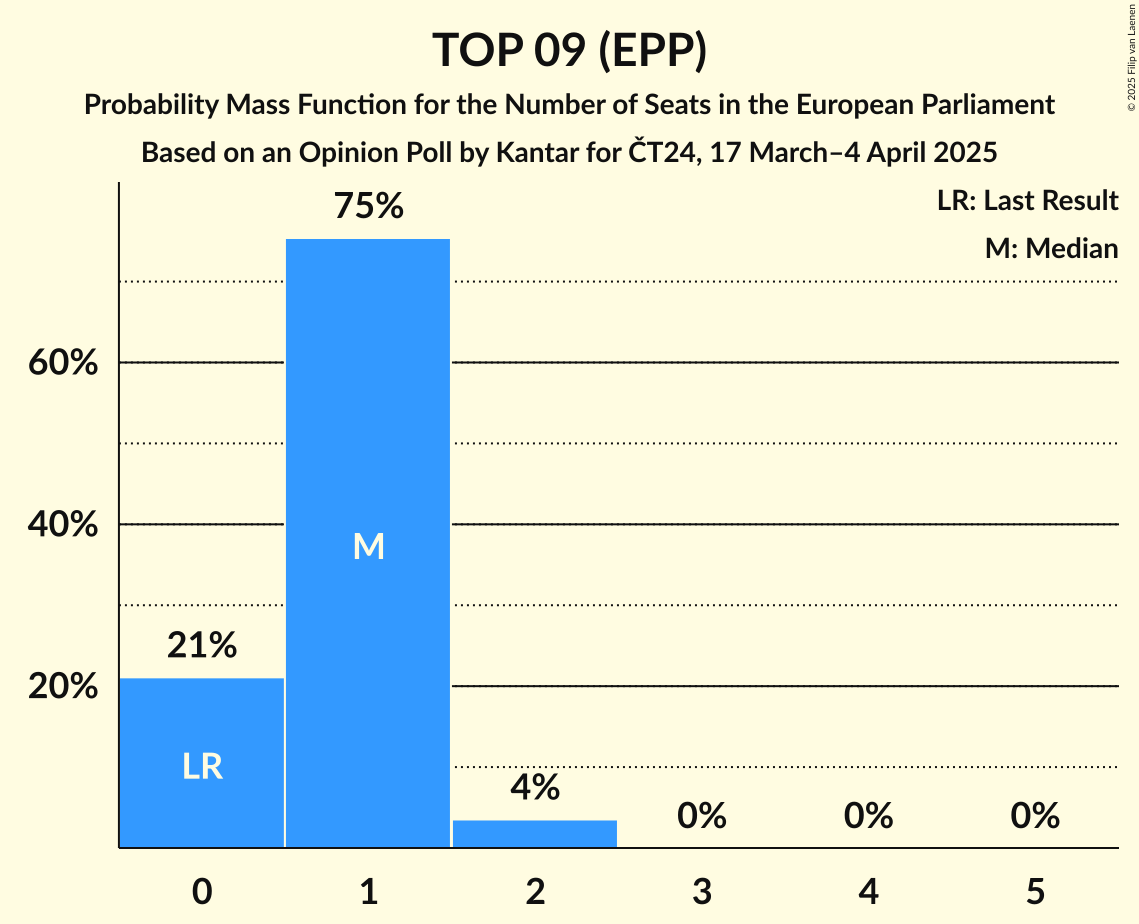 TOP 09 (EPP)
Probability Mass Function for the Number of Seats in the European Parliament
Based on an Opinion Poll by Kantar for ČT24, 17 March–4 April 2025
© 2025 Filip van Laenen
LR: Last Result
M: Median
75%
60%
M
40%
21%
20%
LR
4%
0%
0%
0%
0
1
2
3
4
5